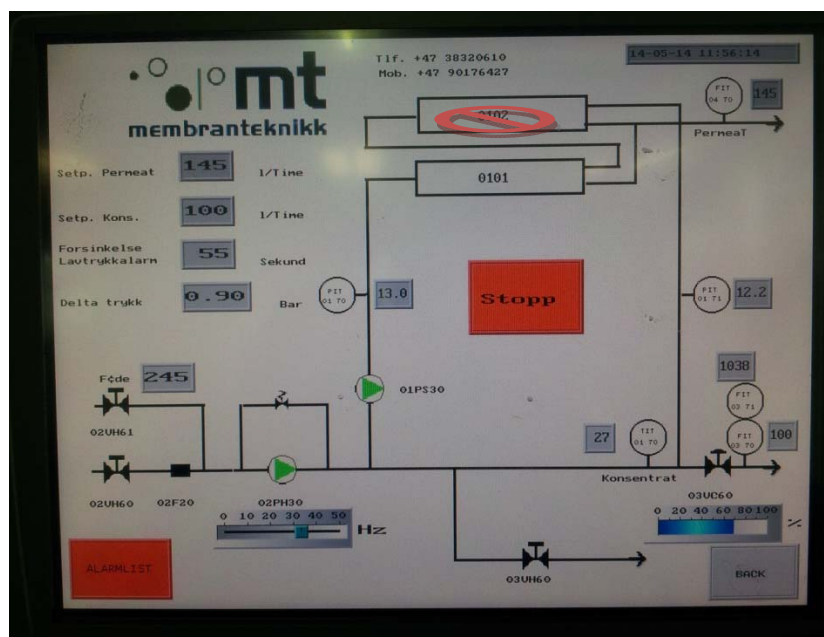 mt
membranteknikk
Tlf. +47 38320610
Mob. +47 90176427
14-05-14 11:56:14
0102
0101
FIT
04 70
145
PermeaT
Setp. Permeat 145 l/Time
Setp. Kons. 100 l/Time
Forsinkelse
Lavtrykkalarm 55 Sekund
Delta trykk 0.90 Bar
PIT
01 70
13.0
Stopp
PIT
01 71
12.2
F¢de 245
01PS30
1038
FIT
03 71
27
TIT
01 70
FIT
03 70
100
02VH61
Konsentrat
02VH60
02F20
02PH30
03VC60
0 10 20 30 40 50
Hz
0 20 40 60 80 100
%
ALARMLIST
03VH60
BACK